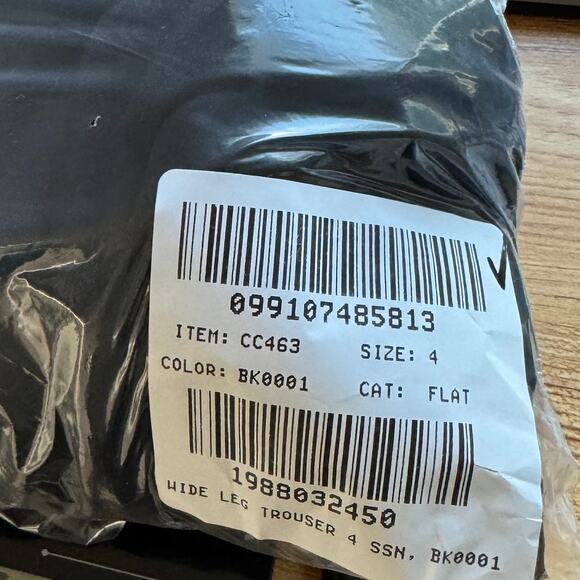 099107485813
ITEM: CC463 SIZE: 4
COLOR: BK0001 CAT: FLAT
1988032450
WIDE LEG TROUSER 4 SSN, BK0001